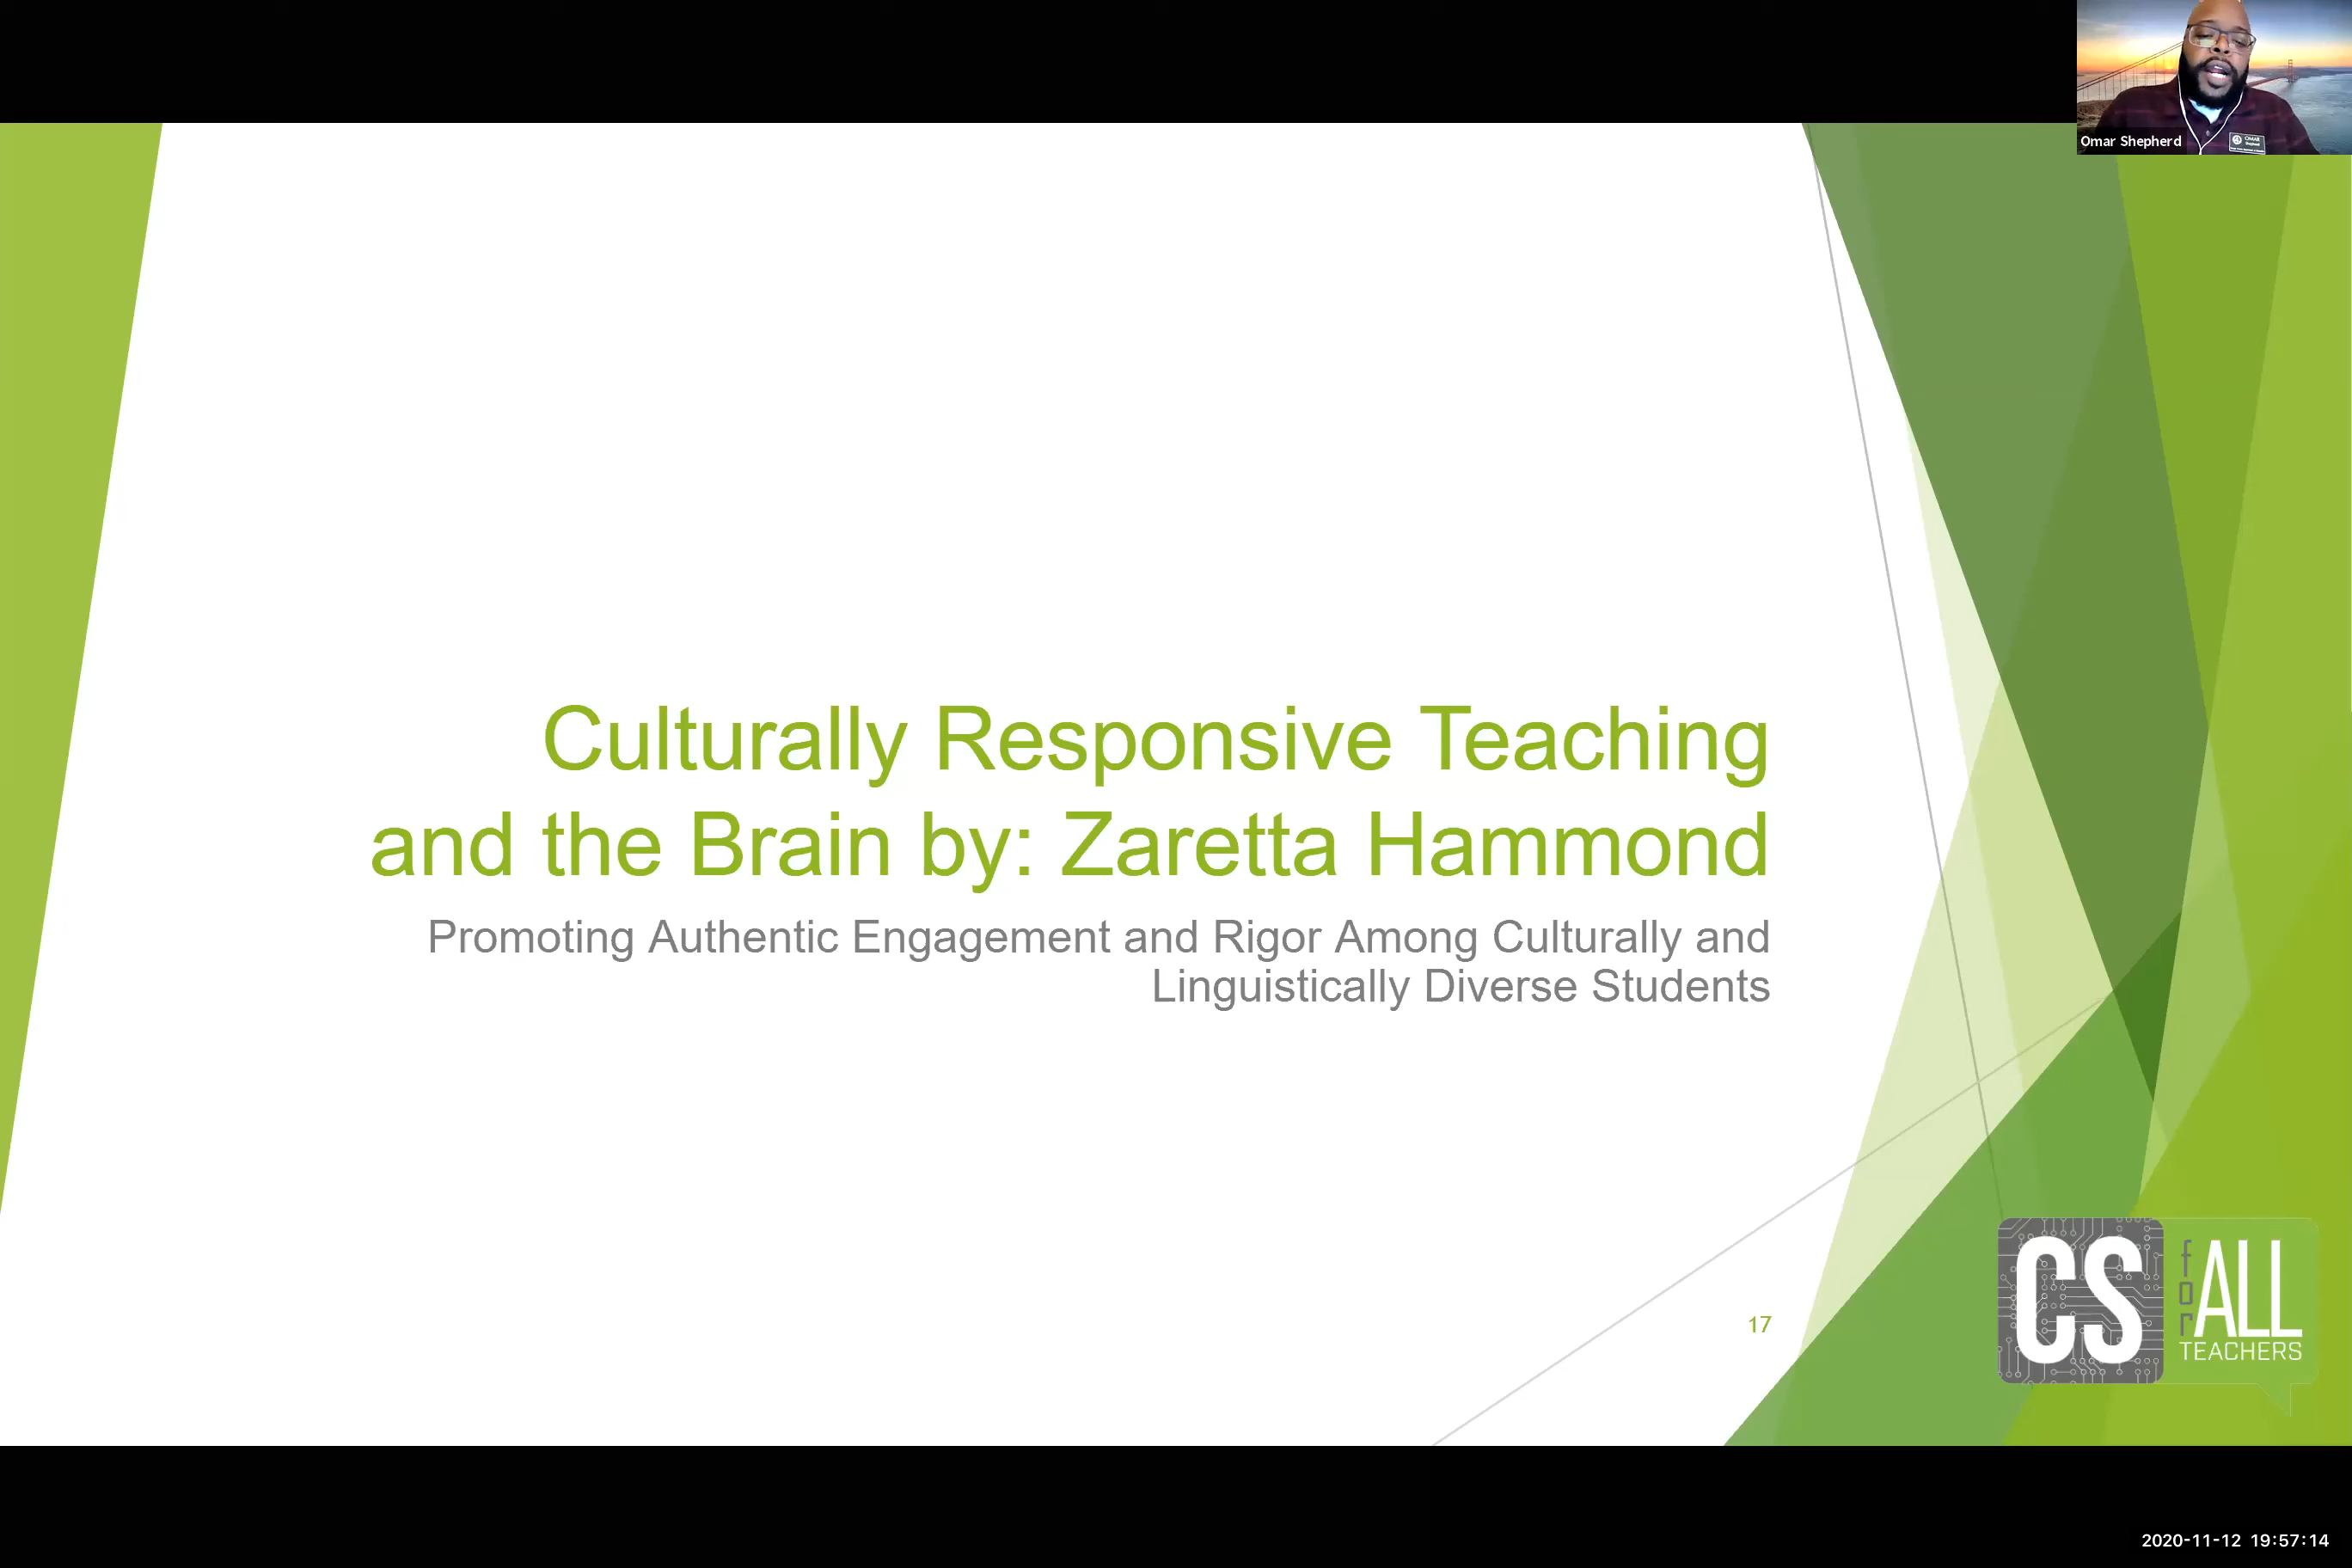 Omar Shepherd
OMAR
Culturally Responsive Teaching
and the Brain by: Zaretta Hammond
Promoting Authentic Engagement and Rigor Among Culturally and
Linguistically Diverse Students
17
CS for ALL
TEACHERS
2020-11-12 19:57:14